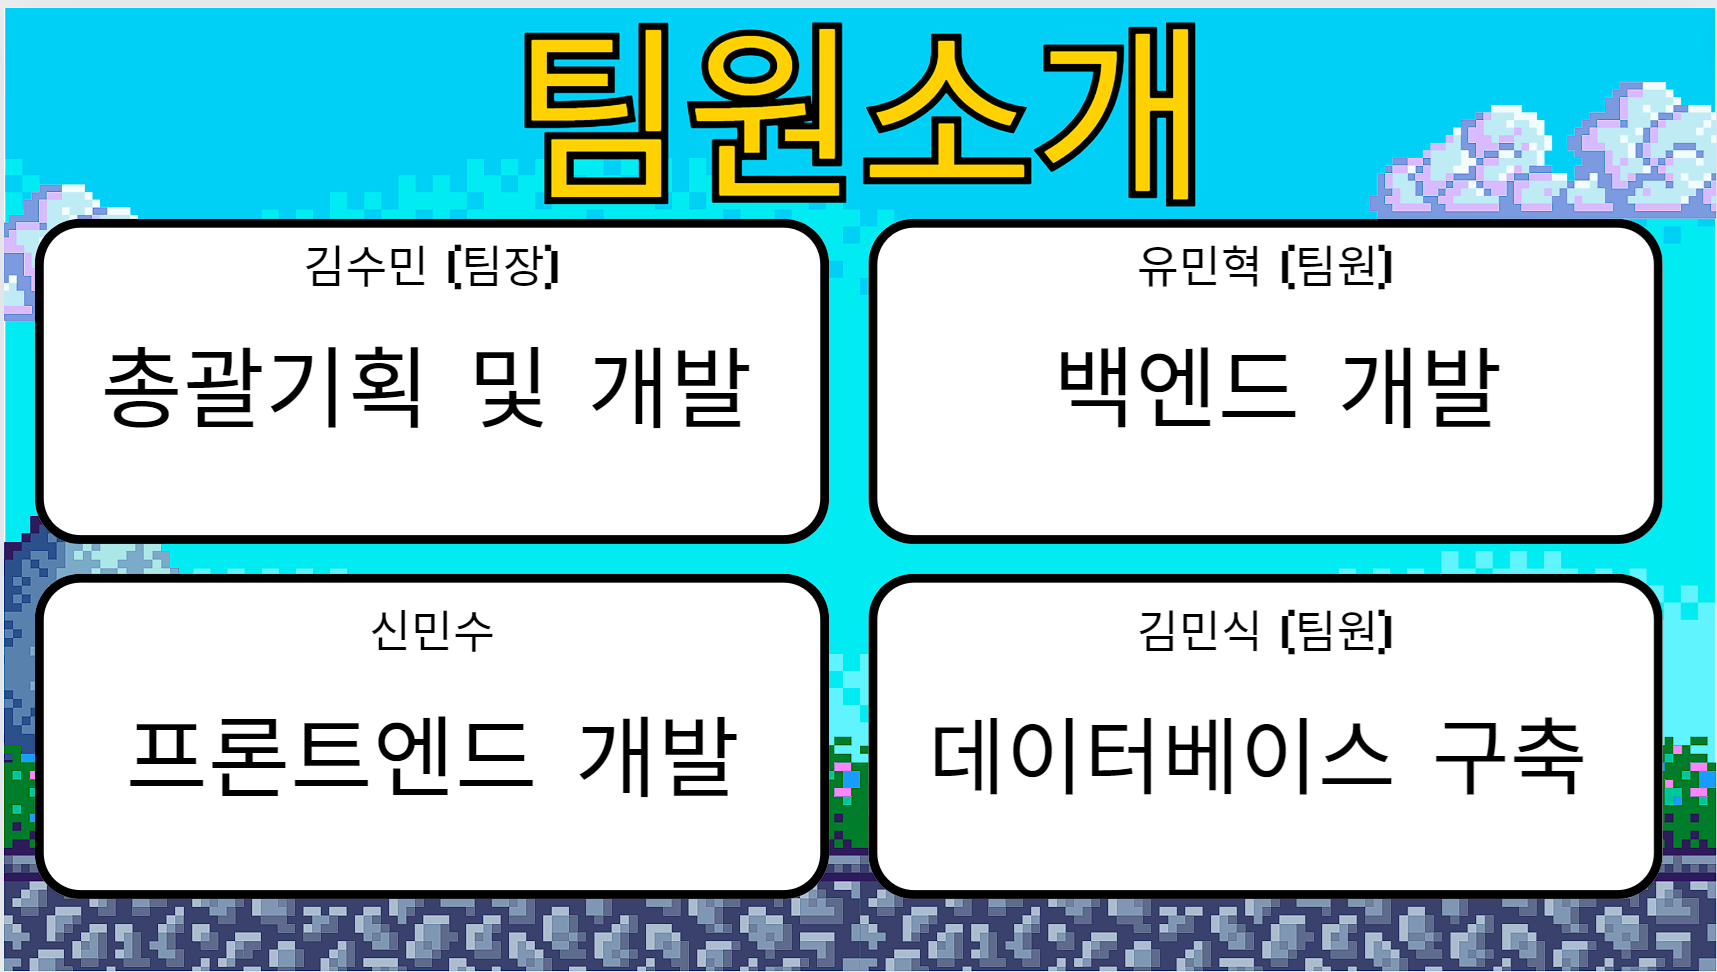 팀원소개
김수민 (팀장)
총괄기획 및 개발
유민혁 (팀원)
백엔드 개발
신민수
프론트엔드 개발
김민식 (팀원)
데이터베이스 구축